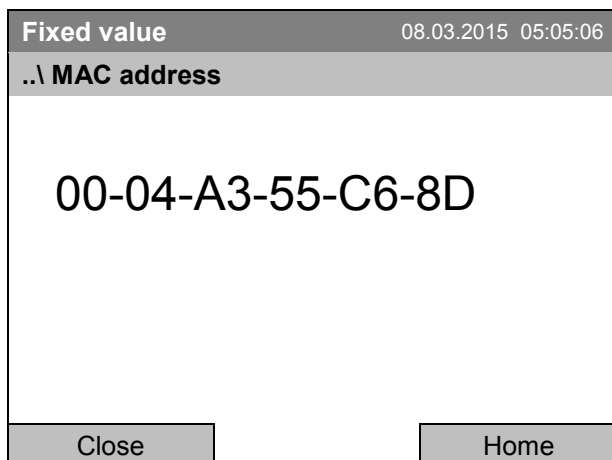 Fixed value 08.03.2015 05:05:06
..\ MAC address
00-04-A3-55-C6-8D
Close Home